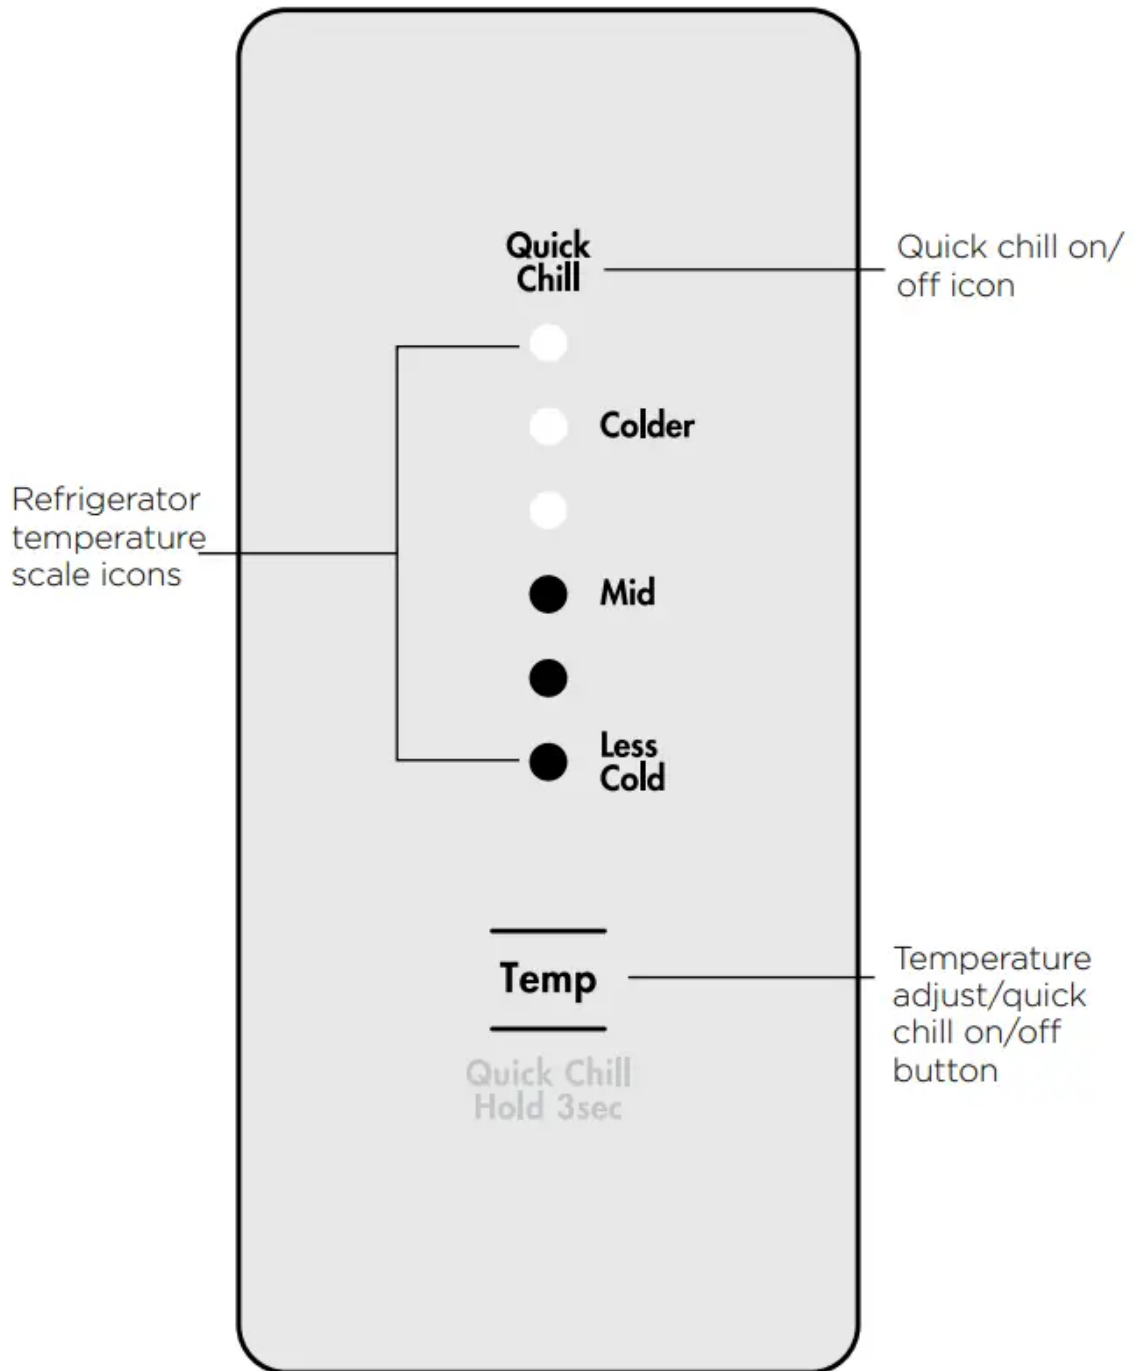 Quick
Chill
Quick chill on/
off icon
Colder
Refrigerator
temperature
scale icons
Mid
Less
Cold
Temp
Temperature
adjust/quick
chill on/off
button
Quick Chill
Hold 3sec